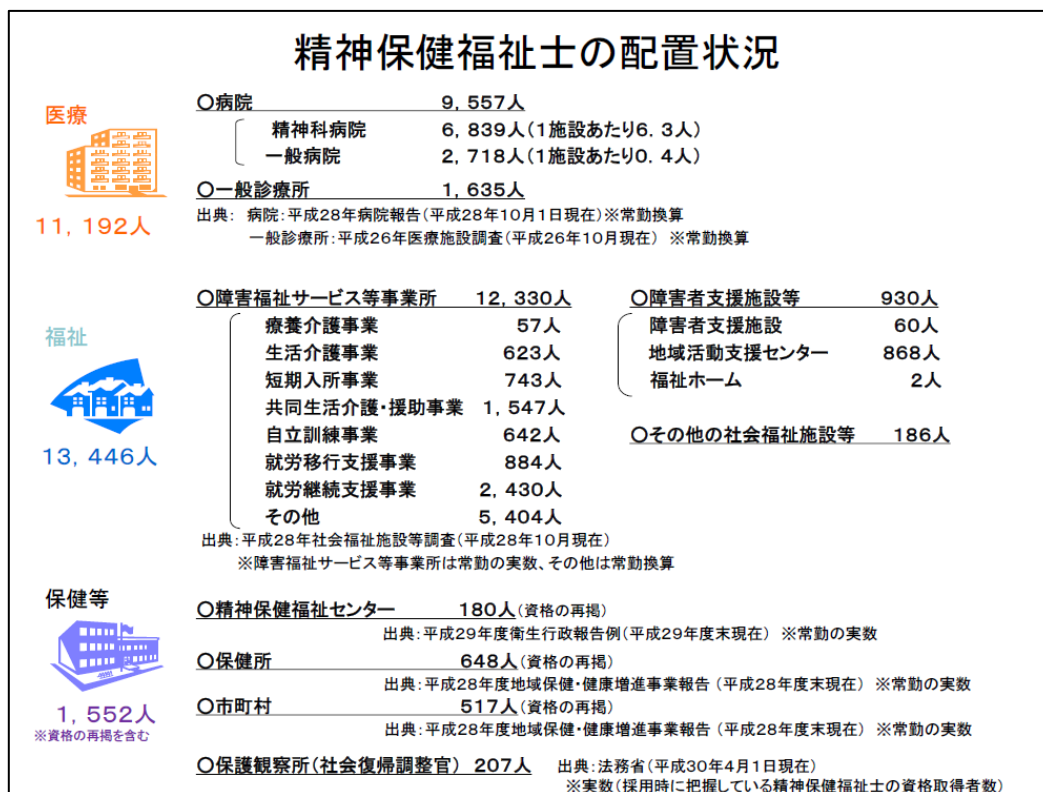 精神保健福祉士の配置状況
医療
11，192人
〇病院 9，557人
精神科病院 6，839人（1施設あたり6．3人）
一般病院 2，718人（1施設あたり0．4人）
〇一般診療所 1，635人
出典： 病院：平成28年病院報告（平成28年10月1日現在）※常勤換算
一般診療所：平成26年医療施設調査（平成26年10月現在） ※常勤換算
福祉
13，446人
〇障害福祉サービス等事業所 12，330人
療養介護事業 57人
生活介護事業 623人
短期入所事業 743人
共同生活介護・援助事業 1，547人
自立訓練事業 642人
就労移行支援事業 884人
就労継続支援事業 2，430人
その他 5，404人
〇障害者支援施設等 930人
障害者支援施設 60人
地域活動支援センター 868人
福祉ホーム 2人
〇その他の社会福祉施設等 186人
出典：平成28年社会福祉施設等調査（平成28年10月現在）
※障害福祉サービス等事業所は常勤の実数、その他は常勤換算
保健等
1，552人
※資格の再掲を含む
〇精神保健福祉センター 180人（資格の再掲）
出典：平成29年度衛生行政報告例（平成29年度末現在） ※常勤の実数
〇保健所 648人（資格の再掲）
出典：平成28年度地域保健・健康増進事業報告 （平成28年度末現在） ※常勤の実数
〇市町村 517人（資格の再掲）
出典：平成28年度地域保健・健康増進事業報告 （平成28年度末現在） ※常勤の実数
〇保護観察所（社会復帰調整官） 207人 出典：法務省（平成30年4月1日現在）
※実数（採用時に把握している精神保健福祉士の資格取得者数）